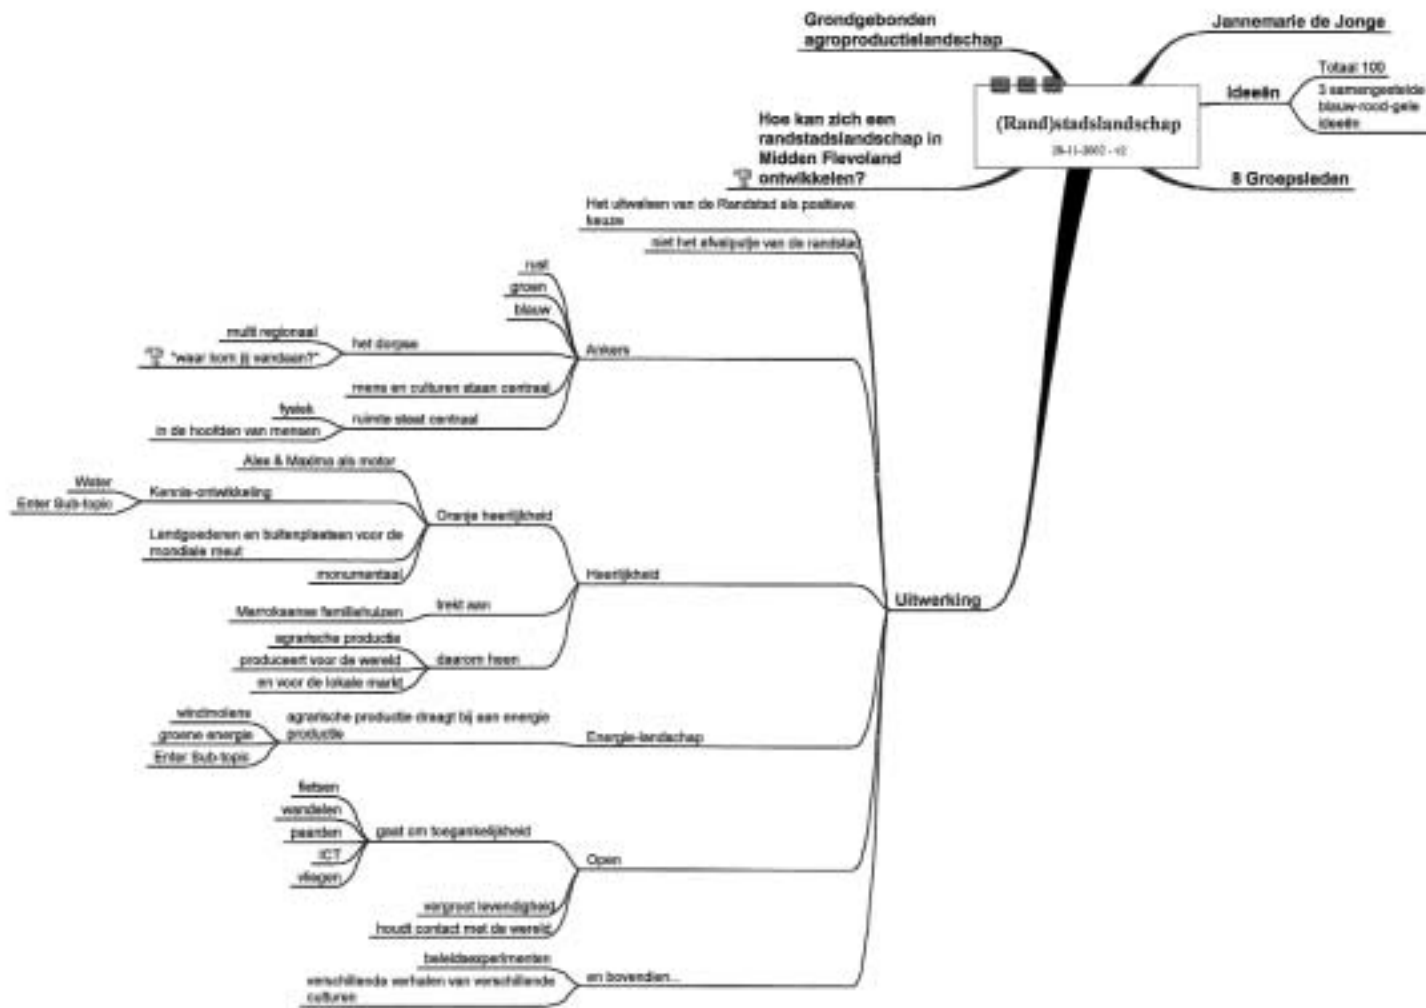 Grondgebonden
agroproductielandschap
Jannemarie de Jonge
Ideeën
Totaal 100
3 samengestelde
blauw-rood-gele
ideeën
(Rand)stadslandschap
28-11-2002 - v2
8 Groepsleden
Hoe kan zich een
randstadslandschap in
Midden Flevoland
ontwikkelen?
Uitwerking
Het uitwaaien van de Randstad als positieve
keuze
niet het afvalputje van de randstad
Ankers
rust
groen
blauw
het dorpse
multi regionaal
"waar kom jij vandaan?"
mens en culturen staan centraal
ruimte staat centraal
fysiek
in de hoofden van mensen
Heerlijkheid
Oranje heerlijkheid
Alex & Maxima als motor
Kennis-ontwikkeling
Water
Enter Sub-topic
Landgoederen en buitenplaatsen voor de
mondiale meut
monumentaal
trekt aan
Marrokaanse familiehuizen
daarom heen
agrarische productie
produceert voor de wereld
en voor de lokale markt
Energie-landschap
agrarische productie draagt bij aan energie
productie
windmolens
groene energie
Enter Sub-topic
Open
gaat om toegankelijkheid
fietsen
wandelen
paarden
ICT
vliegen
vergroot levendigheid
houdt contact met de wereld
en bovendien...
beleidsexperimenten
verschillende verhalen van verschillende
culturen